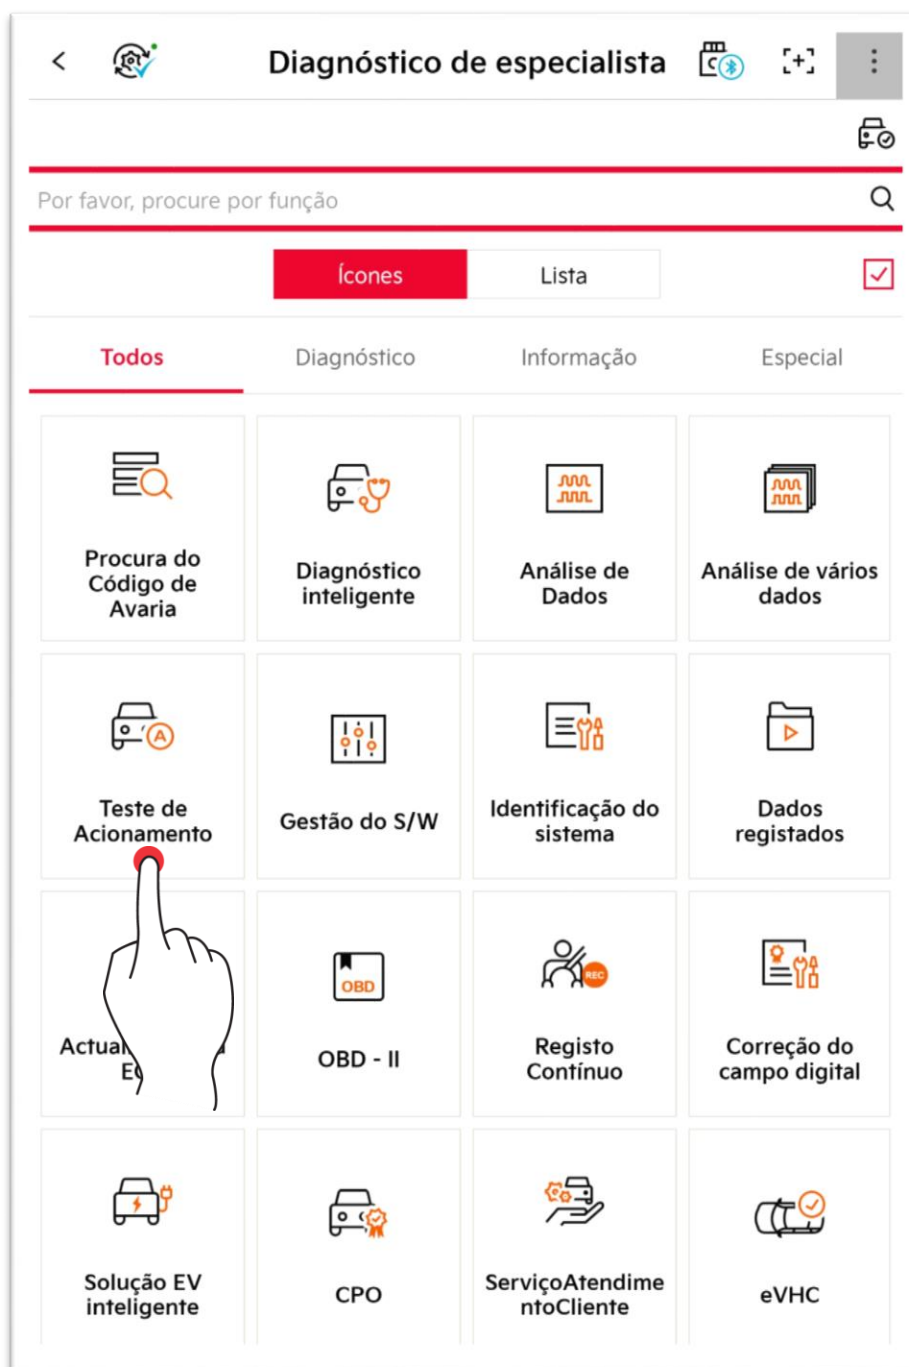 Diagnóstico de especialista
Por favor, procure por função
Ícones
Lista
Todos
Diagnóstico
Informação
Especial
Procura do
Código de
Avaria
Diagnóstico
inteligente
Análise de
Dados
Análise de vários
dados
Teste de
Acionamento
A
Gestão do S/W
Identificação do
sistema
Dados
registados
OBD
OBD - II
REC
Registo
Contínuo
Correção do
campo digital
Solução EV
inteligente
CPO
ServiçoAtendime
ntoCliente
eVHC